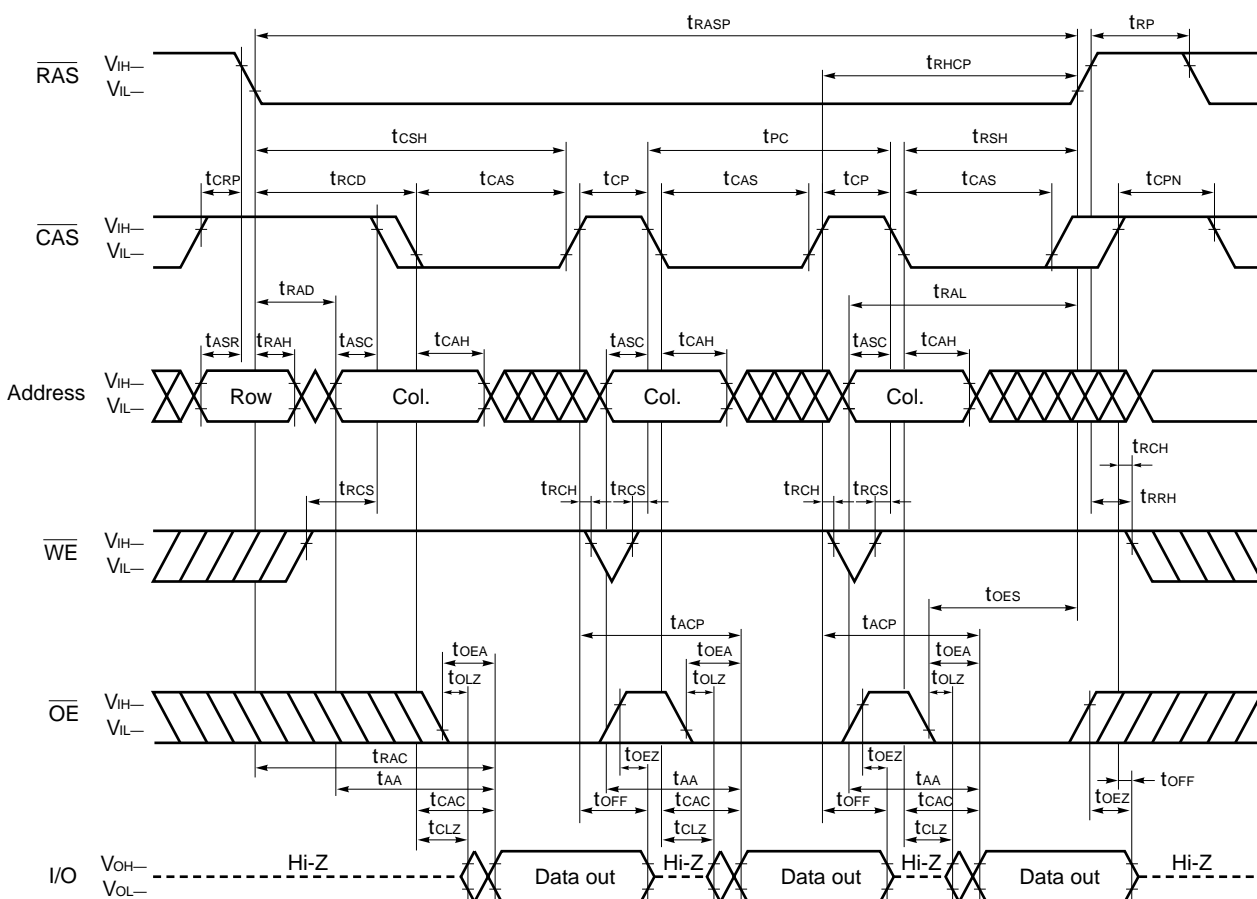 tRASP
tRP
tRHCP
RAS
VIH—
VIL—
tCSH
tPC
tRSH
tCRP
tRCD
tCAS
tCP
tCAS
tCP
tCAS
tCPN
CAS
VIH—
VIL—
tRAD
tRAL
tASR
tRAH
tASC
tCAH
tASC
tCAH
tASC
tCAH
Address
VIH—
VIL—
Row
Col.
Col.
Col.
tRCH
tRCS
tRCH
tRCS
tRCH
tRCS
tRRH
WE
VIH—
VIL—
tOES
tACP
tACP
tOEA
tOEA
tOEA
tOLZ
tOLZ
tOLZ
OE
VIH—
VIL—
tRAC
tOEZ
tOEZ
tOFF
tAA
tAA
tAA
tCAC
tOFF
tCAC
tOFF
tCAC
tOEZ
tCLZ
tCLZ
tCLZ
I/O
VOH—
VOL—
Hi-Z
Data out
Hi-Z
Data out
Hi-Z
Data out
Hi-Z